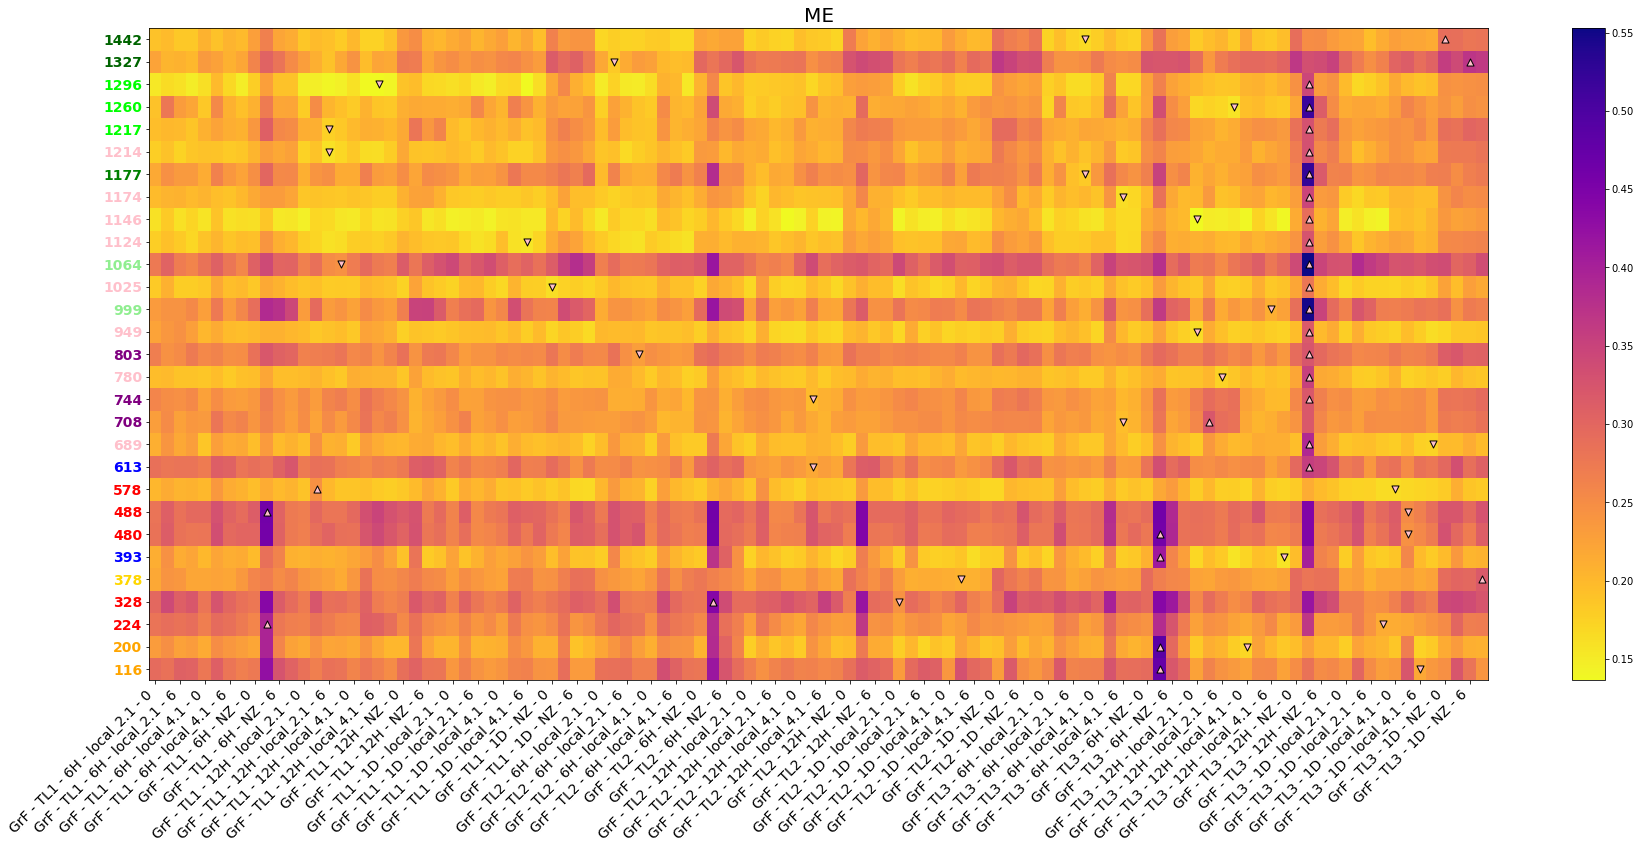 ME
1442
1327
1296
1260
1217
1214
1177
1174
1146
1124
1064
1025
999
949
803
780
744
708
689
613
578
488
480
393
378
328
224
200
116
GrF - TL1 - 6H - local_2.1 - 0
GrF - TL1 - 6H - local_2.1 - 6
GrF - TL1 - 6H - local_4.1 - 0
GrF - TL1 - 6H - local_4.1 - 6
GrF - TL1 - 6H - NZ - 0
GrF - TL1 - 6H - NZ - 6
GrF - TL1 - 12H - local_2.1 - 0
GrF - TL1 - 12H - local_2.1 - 6
GrF - TL1 - 12H - local_4.1 - 0
GrF - TL1 - 12H - local_4.1 - 6
GrF - TL1 - 12H - NZ - 0
GrF - TL1 - 12H - NZ - 6
GrF - TL1 - 1D - local_2.1 - 0
GrF - TL1 - 1D - local_2.1 - 6
GrF - TL1 - 1D - local_4.1 - 0
GrF - TL1 - 1D - local_4.1 - 6
GrF - TL1 - 1D - NZ - 0
GrF - TL1 - 1D - NZ - 6
GrF - TL2 - 6H - local_2.1 - 0
GrF - TL2 - 6H - local_2.1 - 6
GrF - TL2 - 6H - local_4.1 - 0
GrF - TL2 - 6H - local_4.1 - 6
GrF - TL2 - 6H - NZ - 0
GrF - TL2 - 6H - NZ - 6
GrF - TL2 - 12H - local_2.1 - 0
GrF - TL2 - 12H - local_2.1 - 6
GrF - TL2 - 12H - local_4.1 - 0
GrF - TL2 - 12H - local_4.1 - 6
GrF - TL2 - 12H - NZ - 0
GrF - TL2 - 12H - NZ - 6
GrF - TL2 - 1D - local_2.1 - 0
GrF - TL2 - 1D - local_2.1 - 6
GrF - TL2 - 1D - local_4.1 - 0
GrF - TL2 - 1D - local_4.1 - 6
GrF - TL2 - 1D - NZ - 0
GrF - TL2 - 1D - NZ - 6
GrF - TL3 - 6H - local_2.1 - 0
GrF - TL3 - 6H - local_2.1 - 6
GrF - TL3 - 6H - local_4.1 - 0
GrF - TL3 - 6H - local_4.1 - 6
GrF - TL3 - 6H - NZ - 0
GrF - TL3 - 6H - NZ - 6
GrF - TL3 - 12H - local_2.1 - 0
GrF - TL3 - 12H - local_2.1 - 6
GrF - TL3 - 12H - local_4.1 - 0
GrF - TL3 - 12H - local_4.1 - 6
GrF - TL3 - 12H - NZ - 0
GrF - TL3 - 12H - NZ - 6
GrF - TL3 - 1D - local_2.1 - 0
GrF - TL3 - 1D - local_2.1 - 6
GrF - TL3 - 1D - local_4.1 - 0
GrF - TL3 - 1D - local_4.1 - 6
GrF - TL3 - 1D - NZ - 0
GrF - TL3 - 1D - NZ - 6
0.55
0.50
0.45
0.40
0.35
0.30
0.25
0.20
0.15